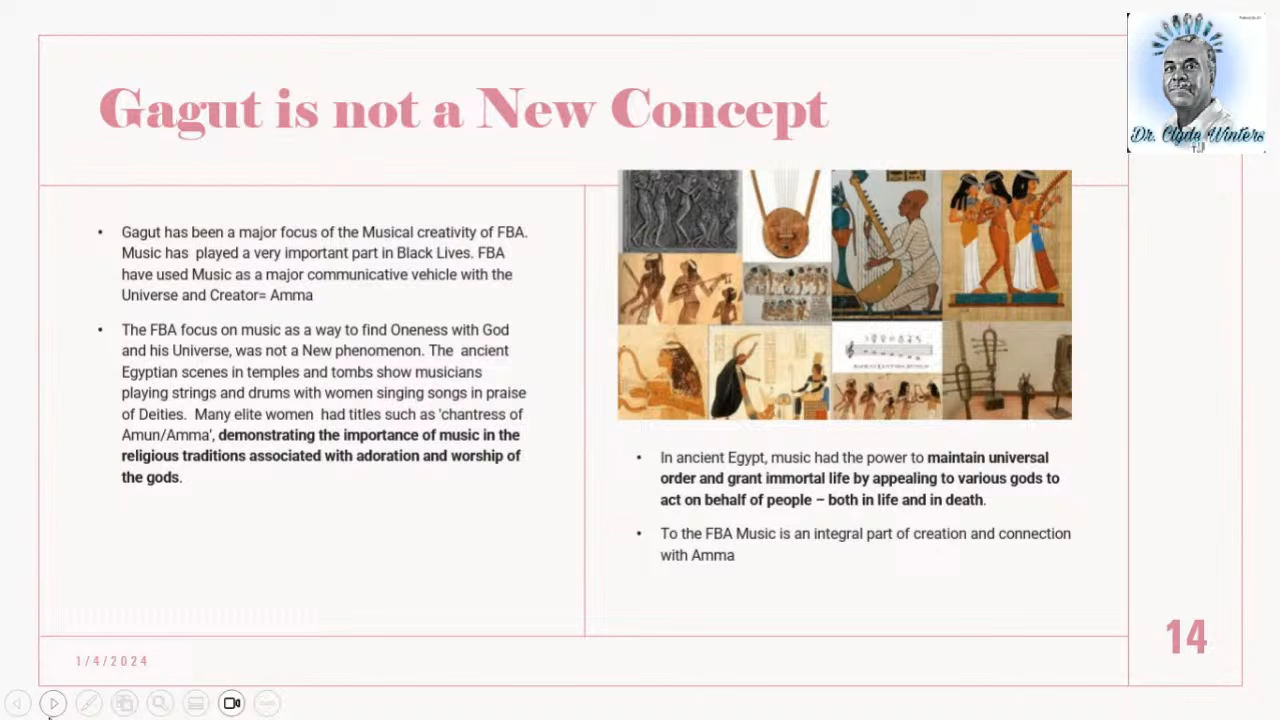 Dr. Clyde Winters
Gagut is not a New Concept
• Gagut has been a major focus of the Musical creativity of FBA.
Music has played a very important part in Black Lives. FBA
have used Music as a major communicative vehicle with the
Universe and Creator= Amma
• The FBA focus on music as a way to find Oneness with God
and his Universe, was not a New phenomenon. The ancient
Egyptian scenes in temples and tombs show musicians
playing strings and drums with women singing songs in praise
of Deities. Many elite women had titles such as 'chantress of
Amun/Amma', demonstrating the importance of music in the
religious traditions associated with adoration and worship of
the gods.
• In ancient Egypt, music had the power to maintain universal
order and grant immortal life by appealing to various gods to
act on behalf of people – both in life and in death.
• To the FBA Music is an integral part of creation and connection
with Amma
1/4/2024
14